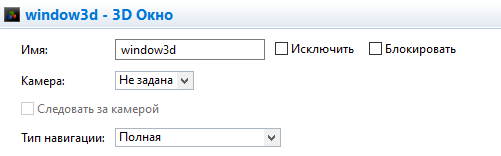 window3d - 3D Окно
Имя: window3d Исключить Блокировать
Камера: Не задана
Следовать за камерой
Тип навигации: Полная